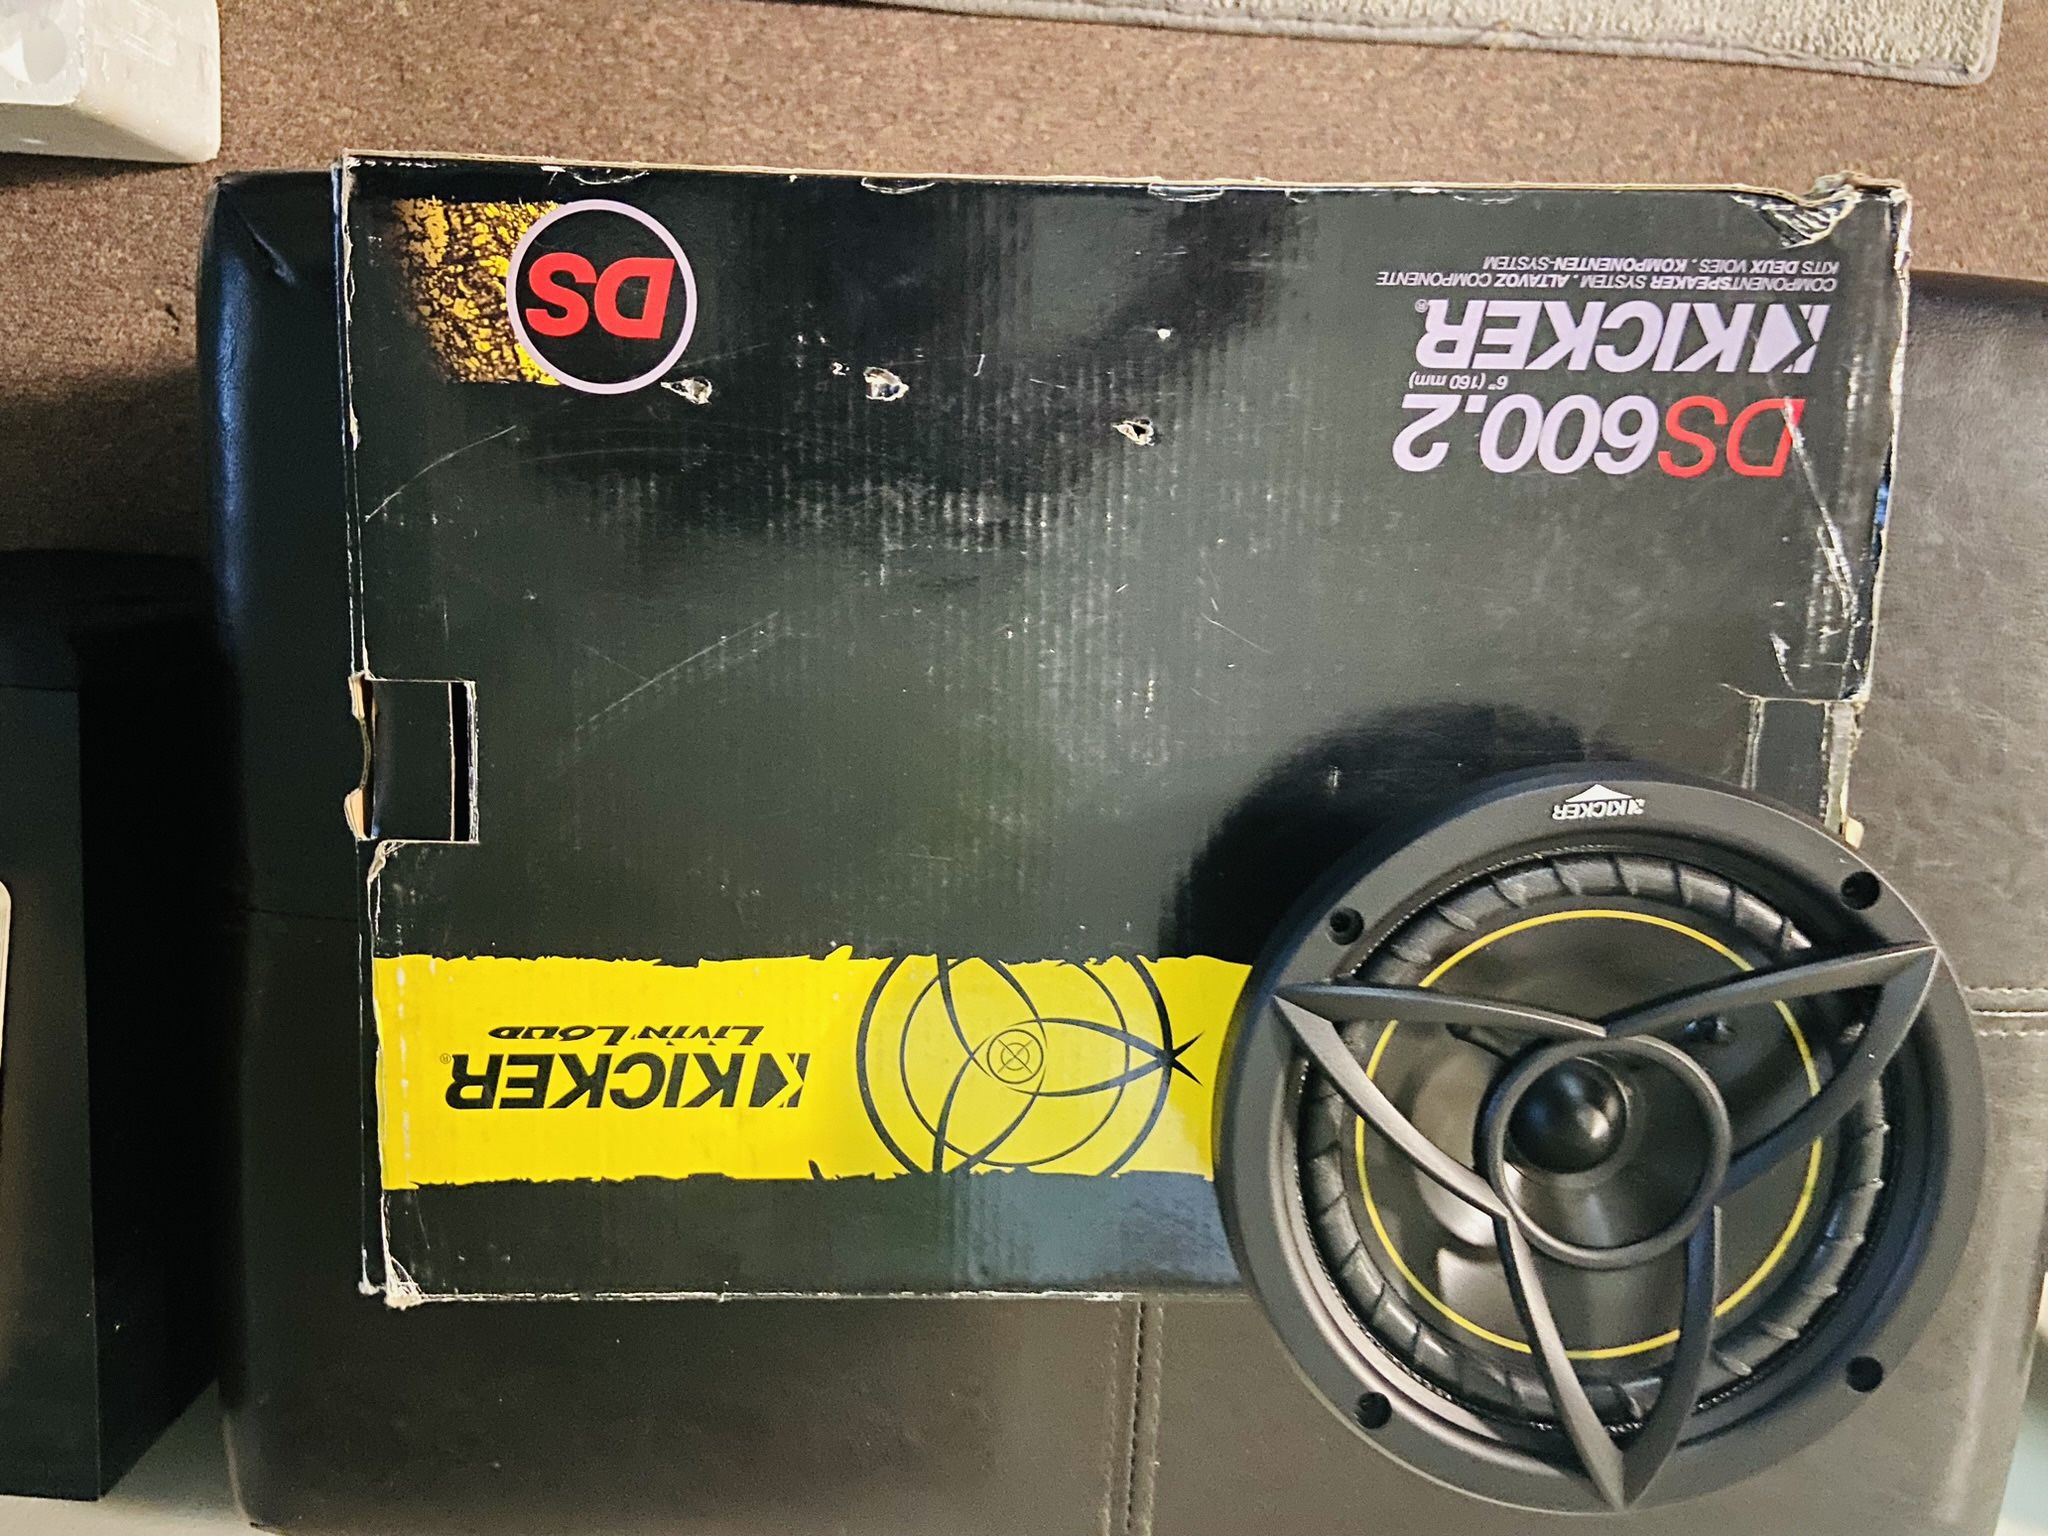 DS600.2
6" (160 mm)
KICKER®
COMPONENTSPEAKER SYSTEM . ALTAVOZ COMPONENTE
KITS DEUX VOIES . KOMPONENTEN-SYSTEM
DS
KICKER
KICKER®
LIVIN' LOUD